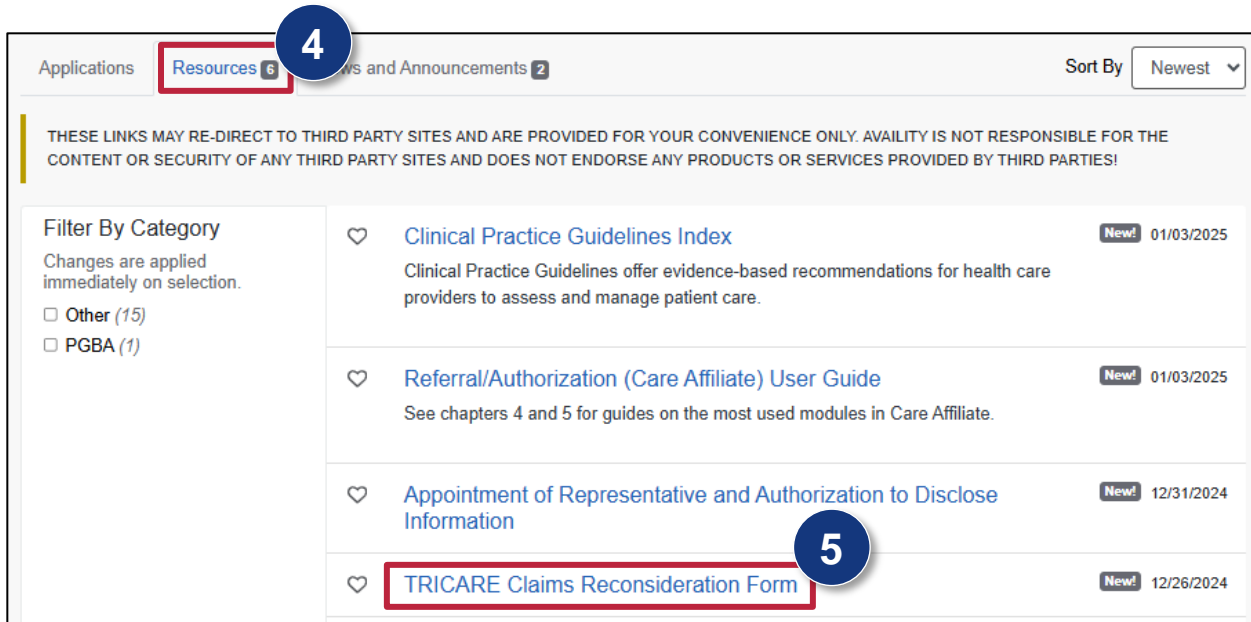 4
Applications
Resources 6
ws and Announcements 2
Sort By
Newest
THESE LINKS MAY RE-DIRECT TO THIRD PARTY SITES AND ARE PROVIDED FOR YOUR CONVENIENCE ONLY. AVAILITY IS NOT RESPONSIBLE FOR THE
CONTENT OR SECURITY OF ANY THIRD PARTY SITES AND DOES NOT ENDORSE ANY PRODUCTS OR SERVICES PROVIDED BY THIRD PARTIES!
Filter By Category
Changes are applied
immediately on selection.
Other (15)
PGBA (1)
Clinical Practice Guidelines Index
New! 01/03/2025
Clinical Practice Guidelines offer evidence-based recommendations for health care
providers to assess and manage patient care.
Referral/Authorization (Care Affiliate) User Guide
New! 01/03/2025
See chapters 4 and 5 for guides on the most used modules in Care Affiliate.
Appointment of Representative and Authorization to Disclose
Information
New! 12/31/2024
5
TRICARE Claims Reconsideration Form
New! 12/26/2024